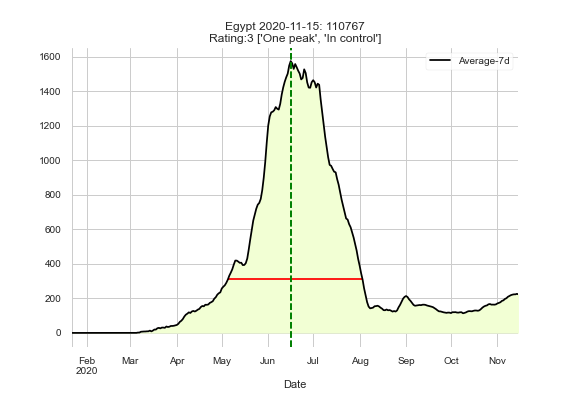 Egypt 2020-11-15: 110767
Rating:3 ['One peak', 'In control']
Average-7d
1600
1400
1200
1000
800
600
400
200
0
Feb Mar Apr May Jun Jul Aug Sep Oct Nov
2020
Date